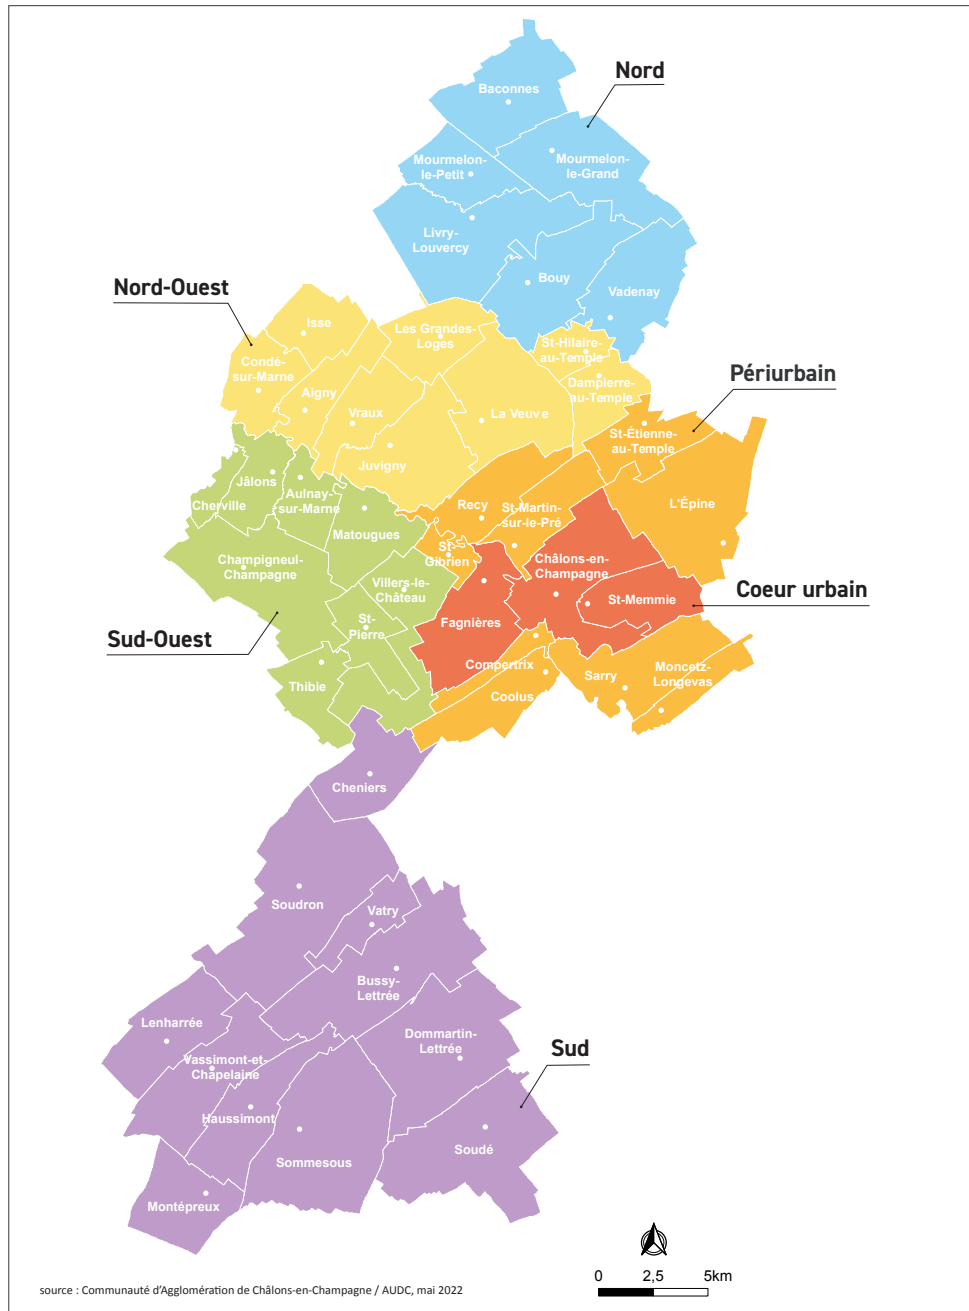 Nord
Baconnes
Mourmelon-
le-Grand
Mourmelon-
le-Petit
Livry-
Louvercy
Bouy
Vadenay
Nord-Ouest
Isse
Les Grandes-
Loges
St-Hilaire-
au-Temple
Condé-
sur-Marne
Aigny
Vraux
La Veuve
Dampierre-
au-Temple
Juvigny
Périurbain
St-Étienne-
au-Temple
L'Épine
Recy
St-Martin-
sur-le-Pré
St-
Gibrien
Jâlons
Cherville
Aulnay-
sur-Marne
Matougues
Champigneul-
Champagne
Villers-le-
Château
St-
Pierre
Thibie
Sud-Ouest
Châlons-en-
Champagne
St-Memmie
Fagnières
Coeur urbain
Compertrix
Coolus
Sarry
Moncetz-
Longevas
Cheniers
Soudron
Vatry
Bussy-
Lettrée
Lenharrée
Vassimont-et-
Chapelaine
Dommartin-
Lettrée
Sud
Haussimont
Sommesous
Soudé
Montépreux
0 2,5 5km
source : Communauté d'Agglomération de Châlons-en-Champagne / AUDC, mai 2022